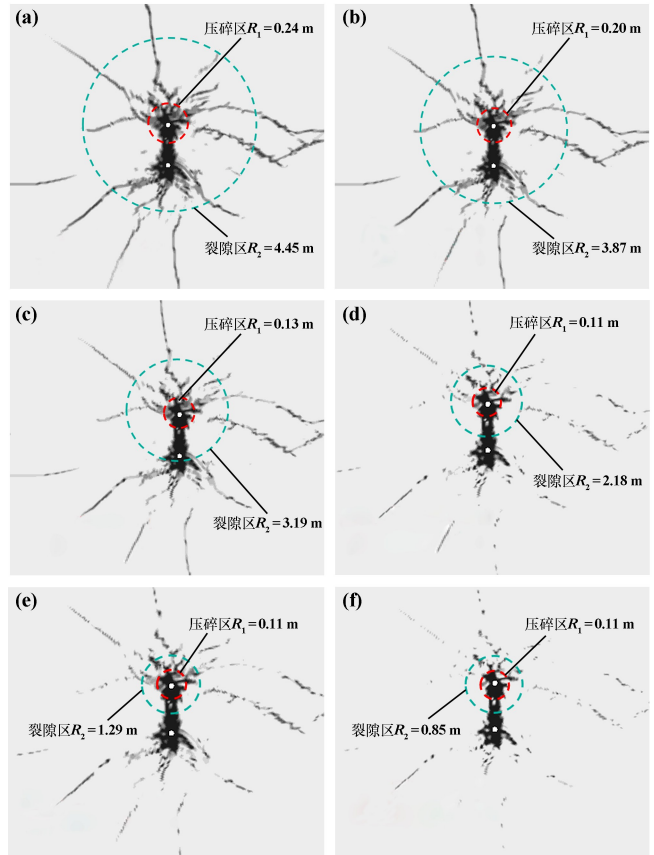 (a)
压碎区R₁=0.24 m
裂隙区R₂=4.45 m
(b)
压碎区R₁=0.20 m
裂隙区R₂=3.87 m
(c)
压碎区R₁=0.13 m
裂隙区R₂=3.19 m
(d)
压碎区R₁=0.11 m
裂隙区R₂=2.18 m
(e)
压碎区R₁=0.11 m
裂隙区R₂=1.29 m
(f)
压碎区R₁=0.11 m
裂隙区R₂=0.85 m